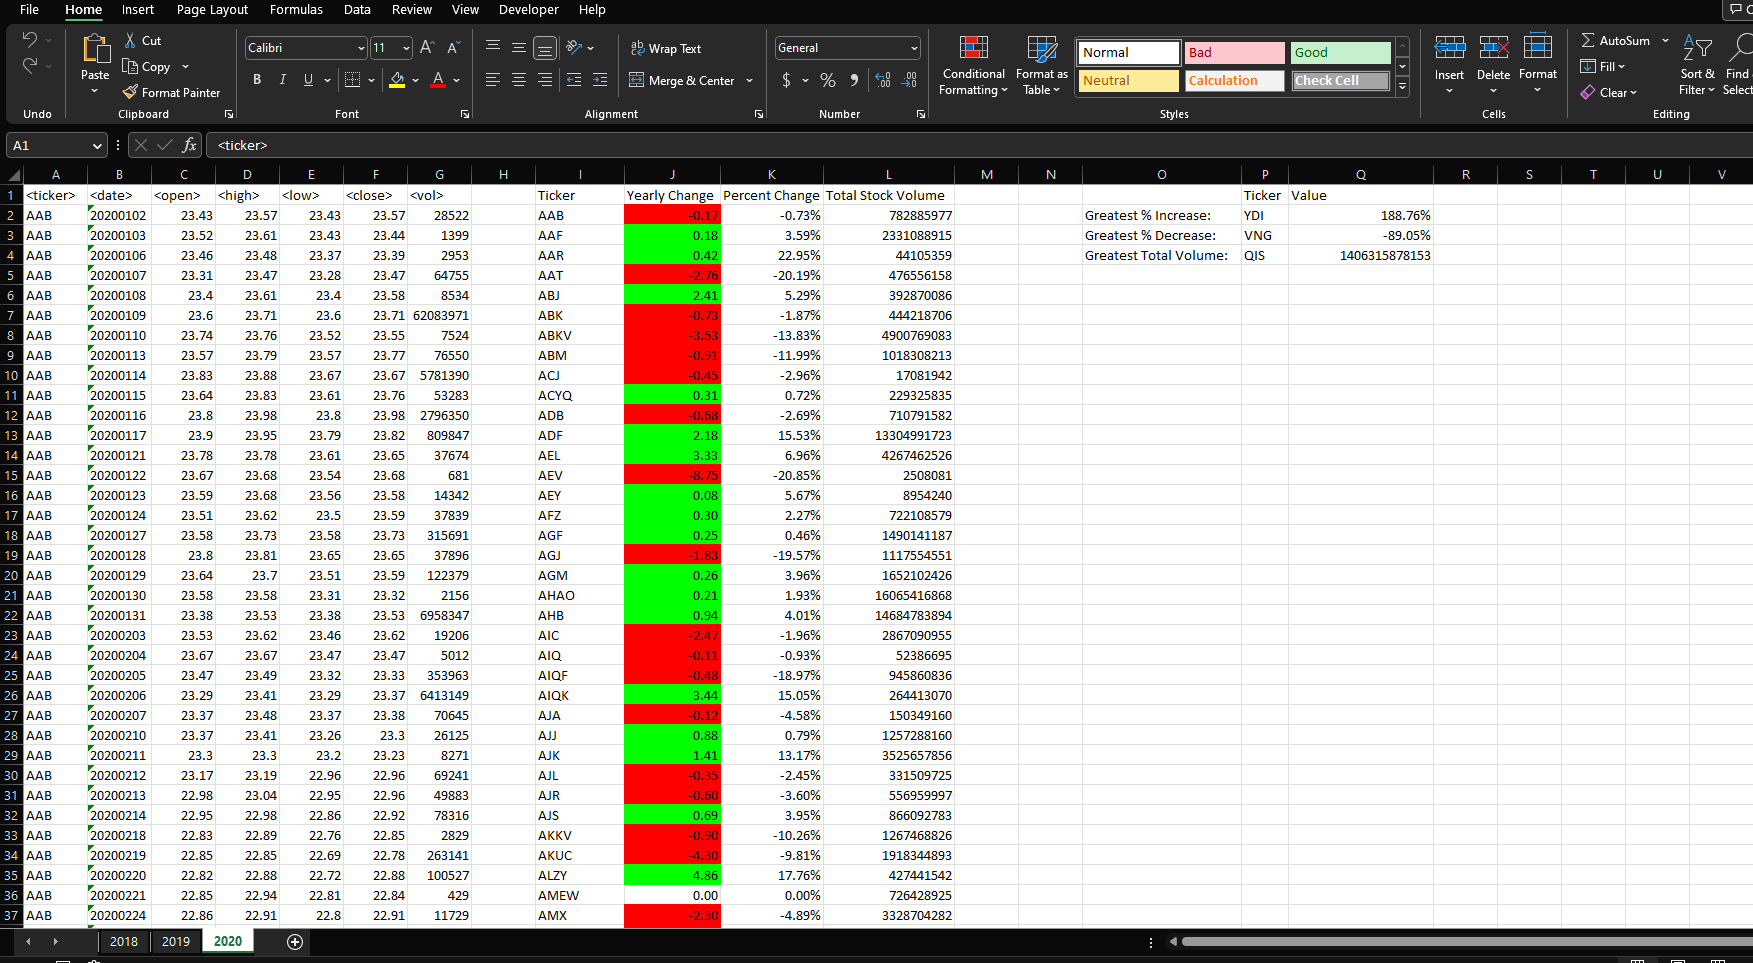 File Home Insert Page Layout Formulas Data Review View Developer Help
Cut
Copy
Format Painter
Paste
Calibri 11
B I U
Wrap Text
Merge & Center
General
$ %
Conditional Formatting
Format as Table
Normal Bad Good
Neutral Calculation Check Cell
Insert Delete Format
AutoSum
Fill
Clear
Sort & Filter
Find
Select
Undo Clipboard Font Alignment Number Styles Cells Editing
A1 fx <ticker>
A B C D E F G H I J K L M N O P Q R S T U V
1 <ticker> <date> <open> <high> <low> <close> <vol> Ticker Yearly Change Percent Change Total Stock Volume Ticker Value
2 AAB 20200102 23.43 23.57 23.43 23.57 28522 AAB -0.17 -0.73% 782885977 Greatest % Increase: YDI 188.76%
3 AAB 20200103 23.52 23.61 23.43 23.44 1399 AAF 0.18 3.59% 2331088915 Greatest % Decrease: VNG -89.05%
4 AAB 20200106 23.46 23.48 23.37 23.39 2953 AAR 0.42 22.95% 44105359 Greatest Total Volume: QIS 1406315878153
5 AAB 20200107 23.31 23.47 23.28 23.47 64755 AAT -2.76 -20.19% 476556158
6 AAB 20200108 23.4 23.61 23.4 23.58 8534 ABJ 2.41 5.29% 392870086
7 AAB 20200109 23.6 23.71 23.6 23.71 62083971 ABK -0.73 -1.87% 444218706
8 AAB 20200110 23.74 23.76 23.52 23.55 7524 ABKV -3.53 -13.83% 4900769083
9 AAB 20200113 23.57 23.79 23.57 23.77 76550 ABM -0.91 -11.99% 1018308213
10 AAB 20200114 23.83 23.88 23.67 23.67 5781390 ACJ -0.45 -2.96% 17081942
11 AAB 20200115 23.64 23.83 23.61 23.76 53283 ACYQ 0.31 0.72% 229325835
12 AAB 20200116 23.8 23.98 23.8 23.98 2796350 ADB -0.68 -2.69% 710791582
13 AAB 20200117 23.9 23.95 23.79 23.82 809847 ADF 2.18 15.53% 13304991723
14 AAB 20200121 23.78 23.78 23.61 23.65 37674 AEL 3.33 6.96% 4267462526
15 AAB 20200122 23.67 23.68 23.54 23.68 681 AEV -8.75 -20.85% 2508081
16 AAB 20200123 23.59 23.68 23.56 23.58 14342 AEY 0.08 5.67% 8954240
17 AAB 20200124 23.51 23.62 23.5 23.59 37839 AFZ 0.30 2.27% 722108579
18 AAB 20200127 23.58 23.73 23.58 23.73 315691 AGF 0.25 0.46% 1490141187
19 AAB 20200128 23.8 23.81 23.65 23.65 37896 AGJ -1.83 -19.57% 1117554551
20 AAB 20200129 23.64 23.7 23.51 23.59 122379 AGM 0.26 3.96% 1652102426
21 AAB 20200130 23.58 23.58 23.31 23.32 2156 AHAO 0.21 1.93% 16065416868
22 AAB 20200131 23.38 23.53 23.38 23.53 6958347 AHB 0.94 4.01% 14684783894
23 AAB 20200203 23.53 23.62 23.46 23.62 19206 AIC -2.47 -1.96% 2867090955
24 AAB 20200204 23.67 23.67 23.47 23.47 5012 AIQ -0.11 -0.93% 52386695
25 AAB 20200205 23.47 23.49 23.32 23.33 353963 AIQF -0.48 -18.97% 945860836
26 AAB 20200206 23.29 23.41 23.29 23.37 6413149 AIQK 3.44 15.05% 264413070
27 AAB 20200207 23.37 23.48 23.37 23.38 70645 AJA -0.12 -4.58% 150349160
28 AAB 20200210 23.37 23.41 23.26 23.3 26125 AJJ 0.88 0.79% 1257288160
29 AAB 20200211 23.3 23.3 23.2 23.23 8271 AJK 1.41 13.17% 3525657856
30 AAB 20200212 23.17 23.19 22.96 22.96 69241 AJL -0.35 -2.45% 331509725
31 AAB 20200213 22.98 23.04 22.95 22.96 49883 AJR -0.60 -3.60% 556959997
32 AAB 20200214 22.95 22.98 22.86 22.92 78316 AJS 0.69 3.95% 866092783
33 AAB 20200218 22.83 22.89 22.76 22.85 2829 AKKV -0.90 -10.26% 1267468826
34 AAB 20200219 22.85 22.85 22.69 22.78 263141 AKUC -4.30 -9.81% 1918344893
35 AAB 20200220 22.82 22.88 22.72 22.88 100527 ALZY 4.86 17.76% 427441542
36 AAB 20200221 22.85 22.94 22.81 22.84 429 AMEW 0.00 0.00% 726428925
37 AAB 20200224 22.86 22.91 22.8 22.91 11729 AMX -2.30 -4.89% 3328704282
2018 2019 2020